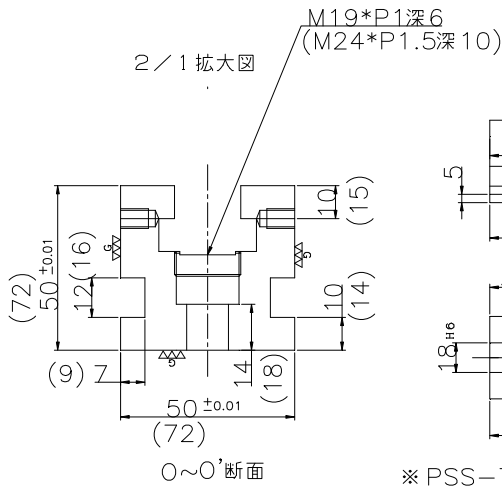 M19*P1深6
(M24*P1.5深10)
2/1拡大図
10
(15)
5
G
G
(16)
12
50 ±0.01
(72)
10
(14)
18 H6
G
14
(18)
(9) 7
50 ±0.01
(72)
O~O'断面
※PSS-